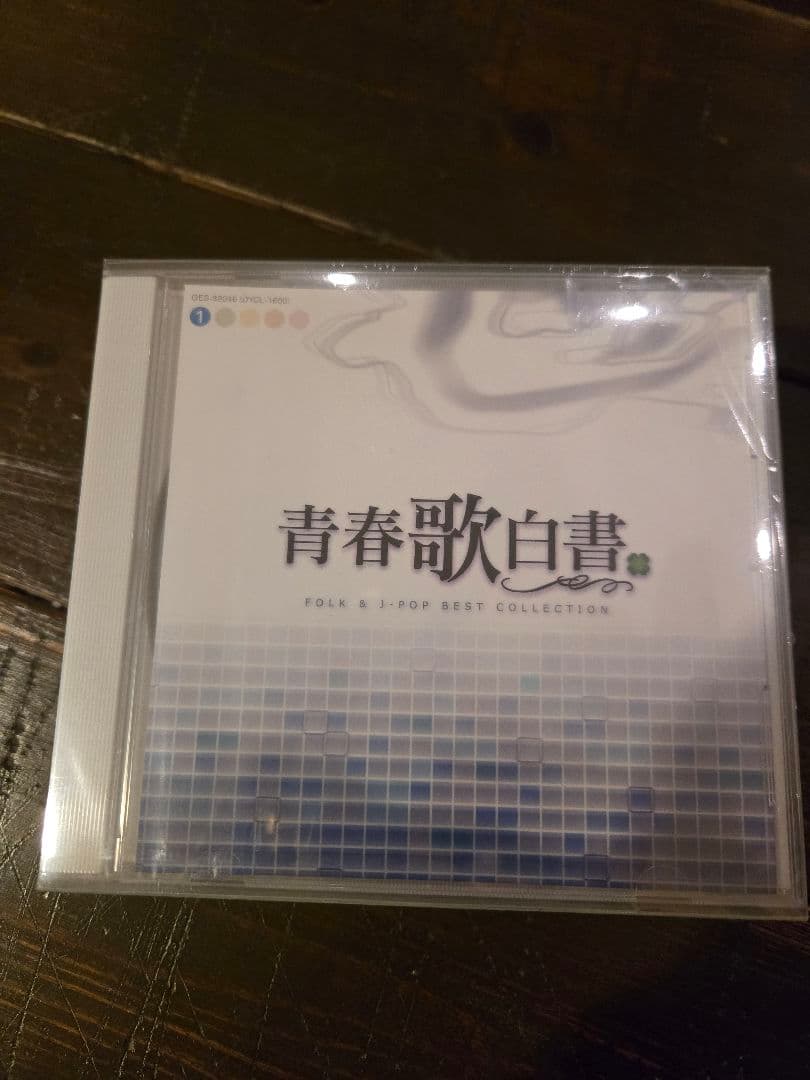 1
青春歌白書
FOLK & J-POP BEST COLLECTION